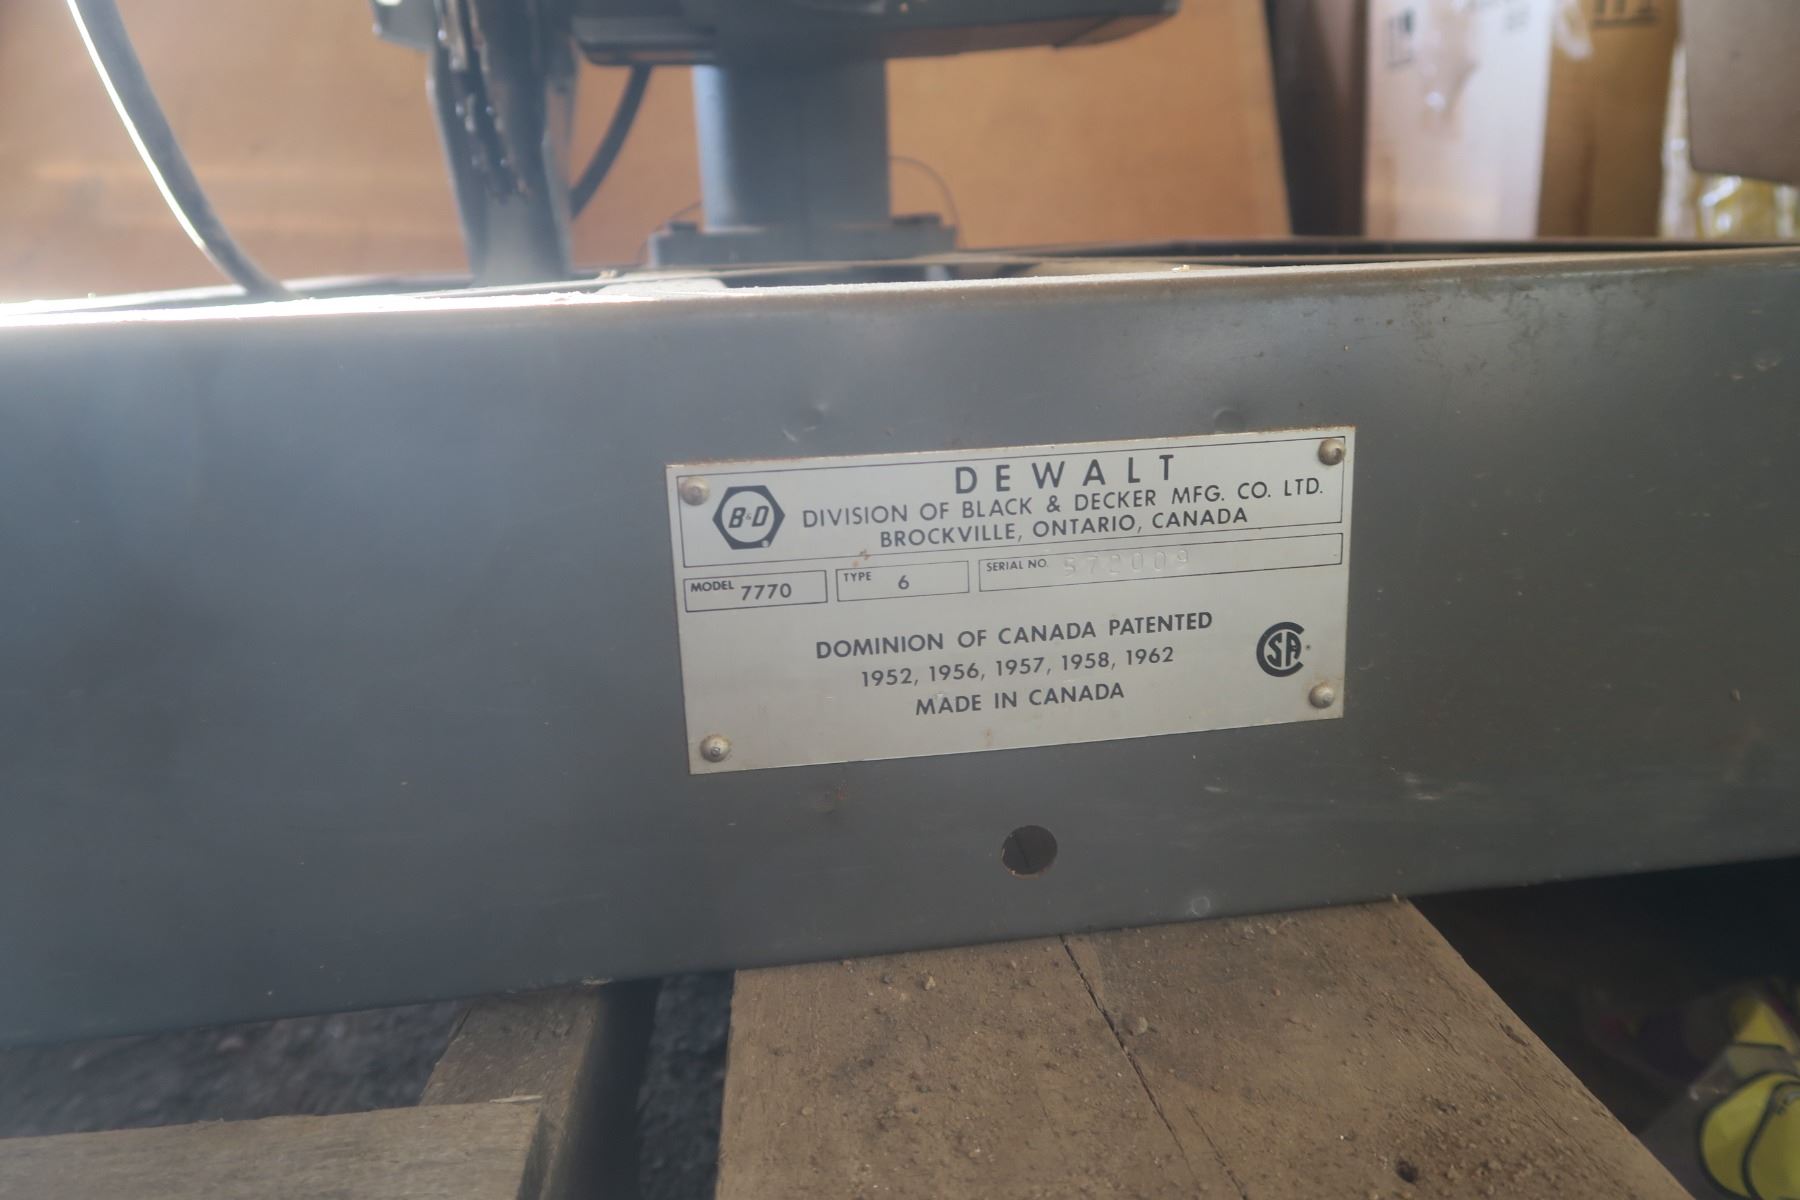 DEWALT
B&D
DIVISION OF BLACK & DECKER MFG. CO. LTD.
BROCKVILLE, ONTARIO, CANADA
MODEL 7770
TYPE 6
SERIAL NO.
DOMINION OF CANADA PATENTED
1952, 1956, 1957, 1958, 1962
MADE IN CANADA
CSA